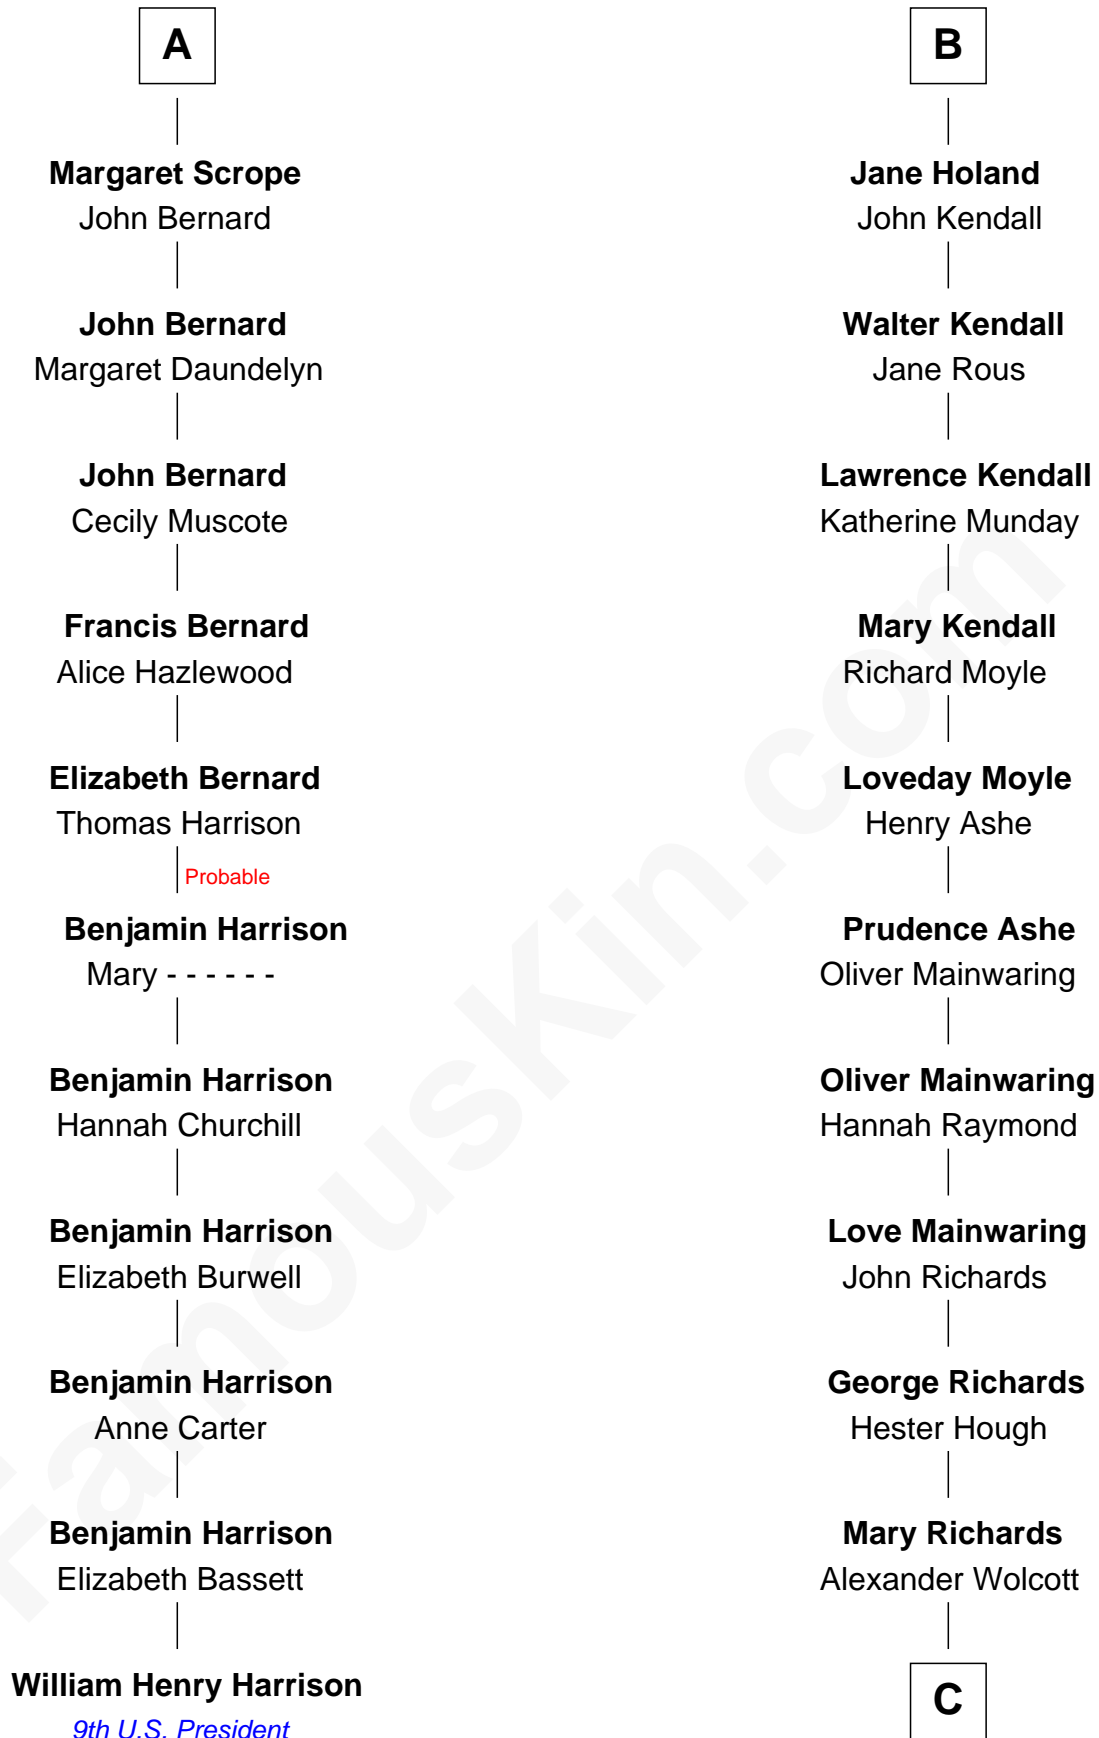 A
Margaret Scrope
John Bernard
John Bernard
Margaret Daundelyn
John Bernard
Cecily Muscote
Francis Bernard
Alice Hazlewood
Elizabeth Bernard
Thomas Harrison
Probable
Benjamin Harrison
Mary - - - - - -
Benjamin Harrison
Hannah Churchill
Benjamin Harrison
Elizabeth Burwell
Benjamin Harrison
Anne Carter
Benjamin Harrison
Elizabeth Bassett
William Henry Harrison
9th U.S. President
B
Jane Holand
John Kendall
Walter Kendall
Jane Rous
Lawrence Kendall
Katherine Munday
Mary Kendall
Richard Moyle
Loveday Moyle
Henry Ashe
Prudence Ashe
Oliver Mainwaring
Oliver Mainwaring
Hannah Raymond
Love Mainwaring
John Richards
George Richards
Hester Hough
Mary Richards
Alexander Wolcott
C
FamousKin.com